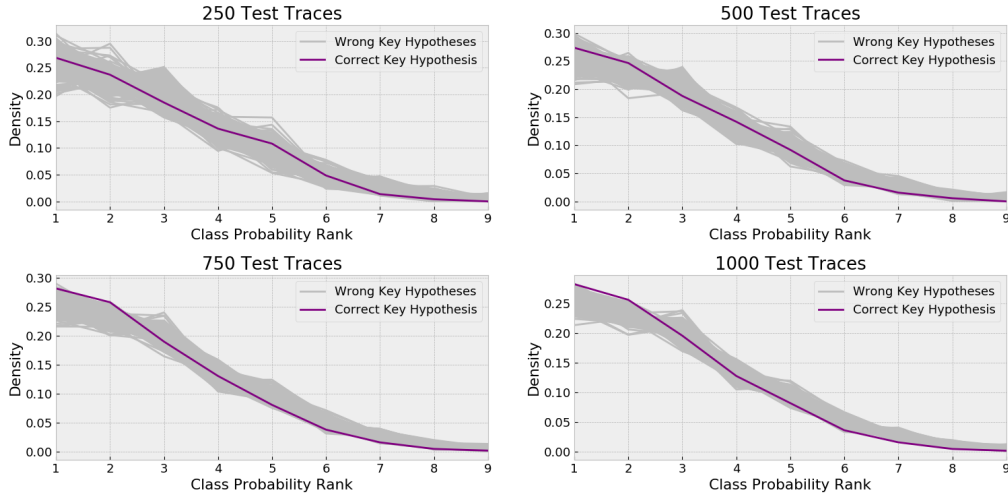 250 Test Traces
0.30
0.25
0.20
0.15
0.10
0.05
0.00
Density
Wrong Key Hypotheses
Correct Key Hypothesis
1 2 3 4 5 6 7 8 9
Class Probability Rank
500 Test Traces
0.30
0.25
0.20
0.15
0.10
0.05
0.00
Density
Wrong Key Hypotheses
Correct Key Hypothesis
1 2 3 4 5 6 7 8 9
Class Probability Rank
750 Test Traces
0.30
0.25
0.20
0.15
0.10
0.05
0.00
Density
Wrong Key Hypotheses
Correct Key Hypothesis
1 2 3 4 5 6 7 8 9
Class Probability Rank
1000 Test Traces
0.25
0.20
0.15
0.10
0.05
0.00
Density
Wrong Key Hypotheses
Correct Key Hypothesis
1 2 3 4 5 6 7 8 9
Class Probability Rank